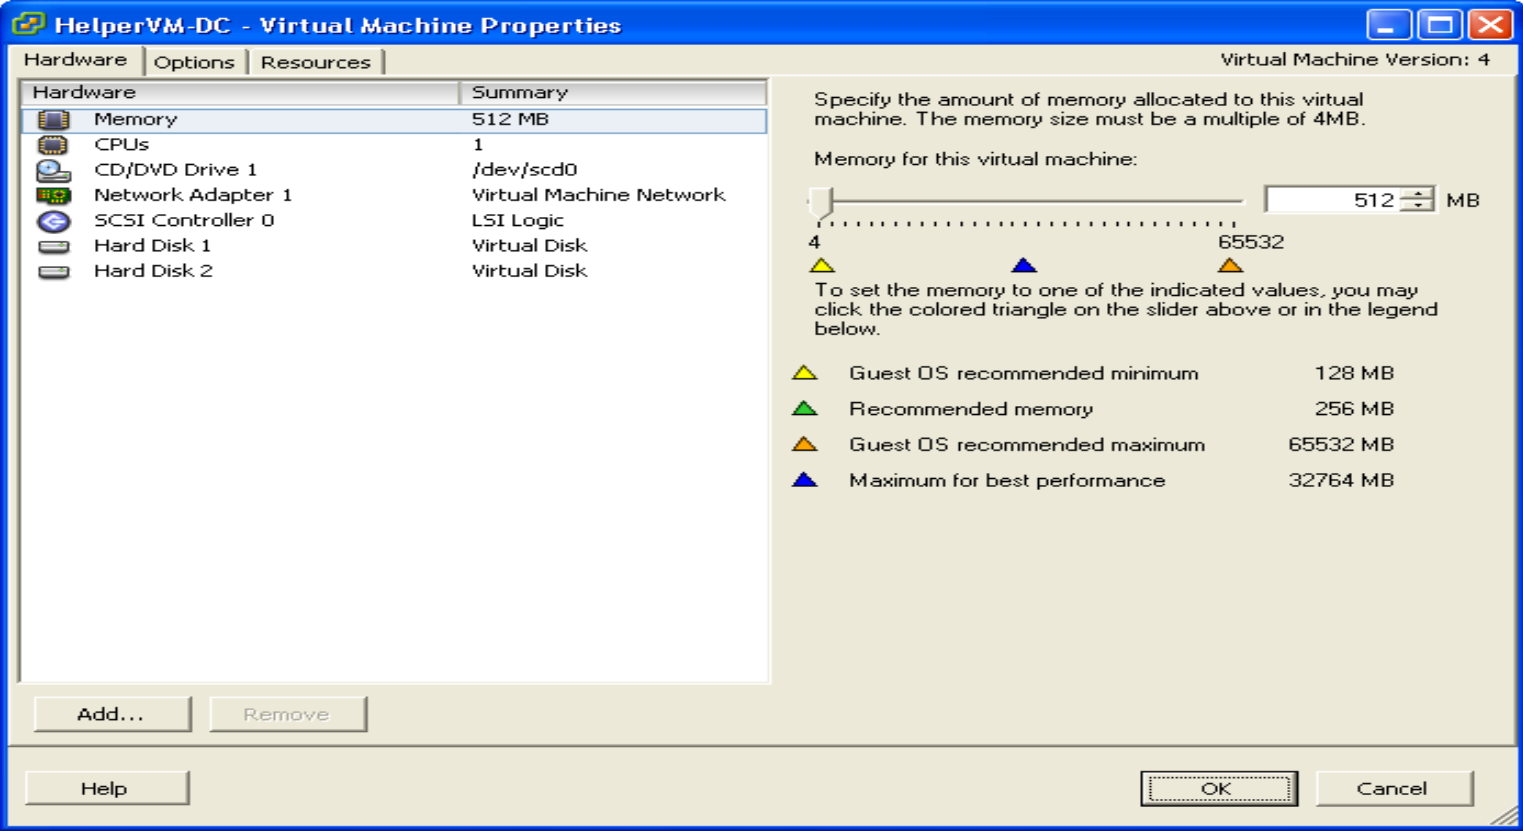 HelperVM-DC - Virtual Machine Properties
Hardware Options Resources Virtual Machine Version: 4
Hardware Summary
Memory 512 MB
CPUs 1
CD/DVD Drive 1 /dev/scd0
Network Adapter 1 Virtual Machine Network
SCSI Controller 0 LSI Logic
Hard Disk 1 Virtual Disk
Hard Disk 2 Virtual Disk
Specify the amount of memory allocated to this virtual
machine. The memory size must be a multiple of 4MB.
Memory for this virtual machine:
512 MB
4 65532
To set the memory to one of the indicated values, you may
click the colored triangle on the slider above or in the legend
below.
Guest OS recommended minimum 128 MB
Recommended memory 256 MB
Guest OS recommended maximum 65532 MB
Maximum for best performance 32764 MB
Add... Remove
Help OK Cancel